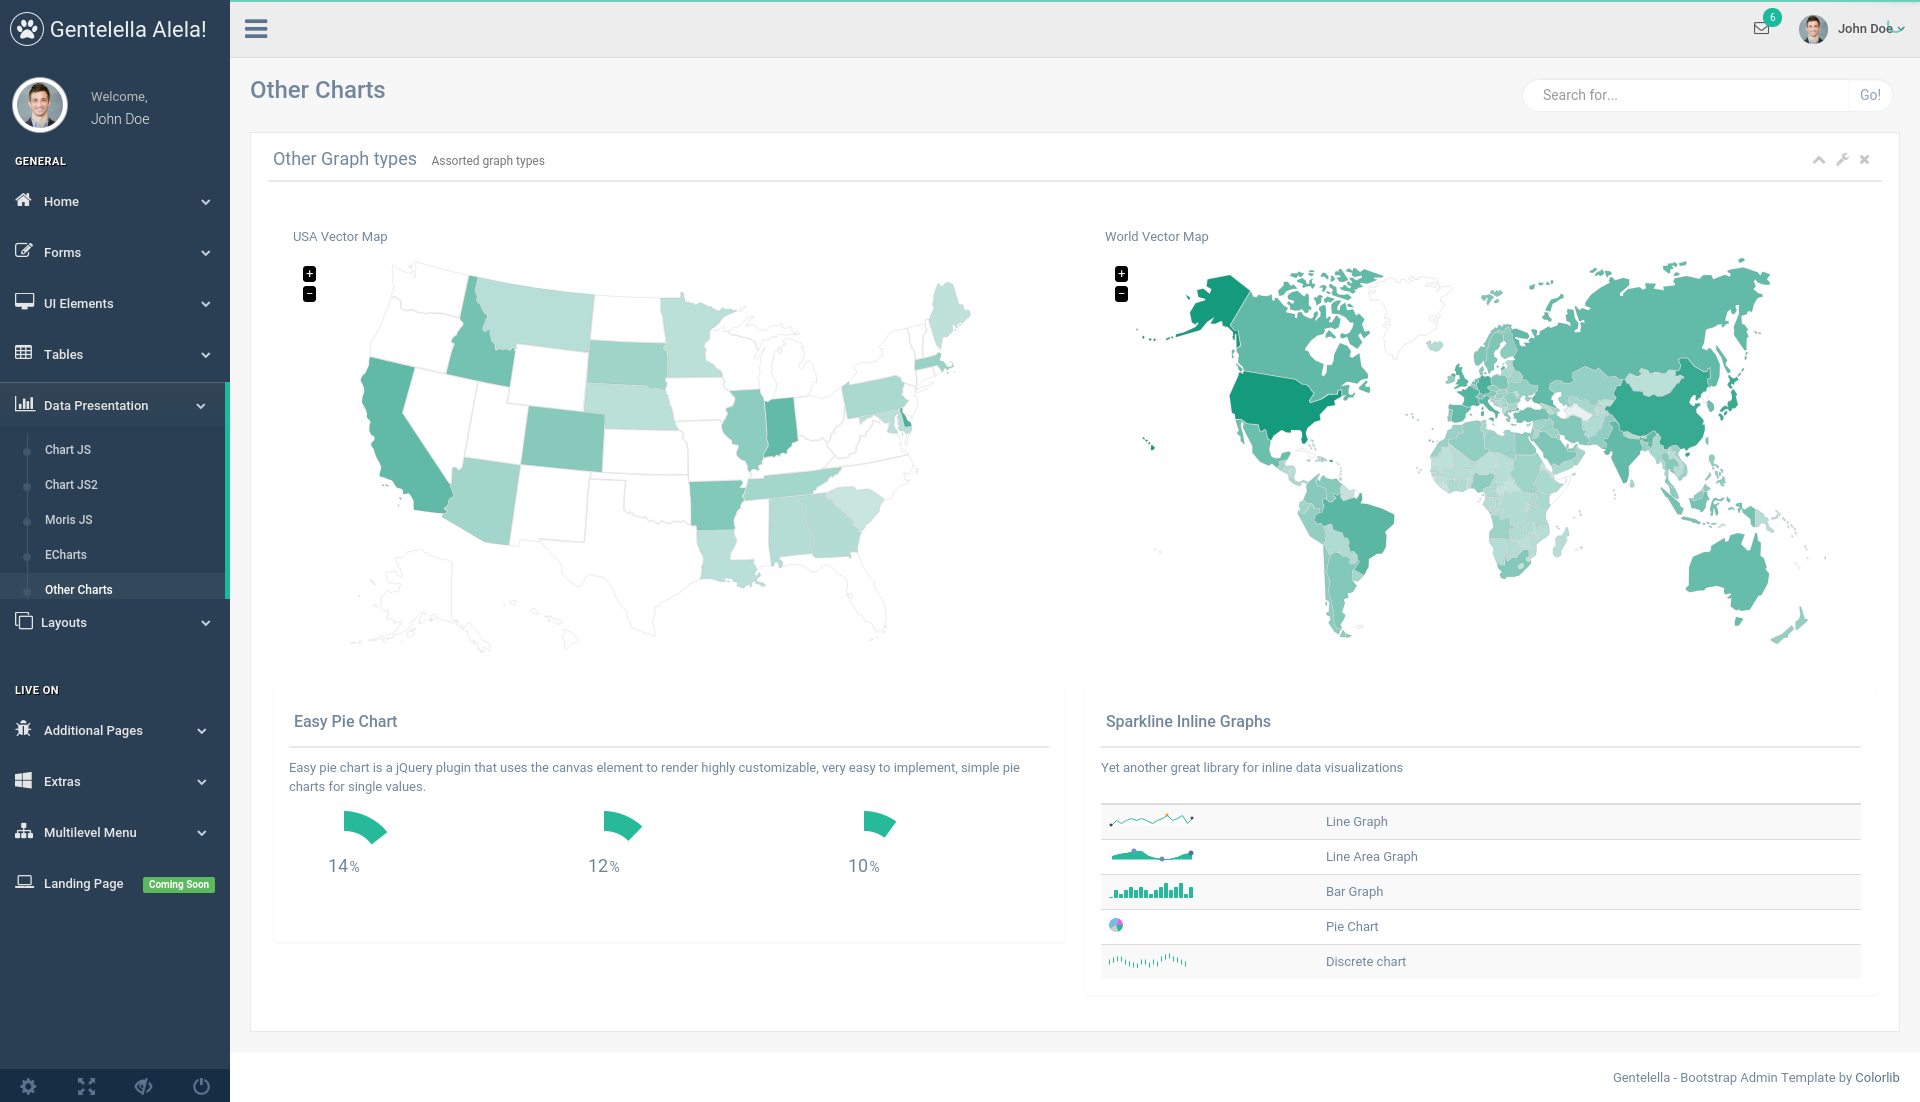 Gentelella Alela!
Welcome,
John Doe
GENERAL
Home
Forms
UI Elements
Tables
Data Presentation
Chart JS
Chart JS2
Moris JS
ECharts
Other Charts
Layouts
LIVE ON
Additional Pages
Extras
Multilevel Menu
Landing Page Coming Soon
6
John Doe
Other Charts
Search for... Go!
Other Graph types Assorted graph types
USA Vector Map
+
−
World Vector Map
+
−
Easy Pie Chart
Easy pie chart is a jQuery plugin that uses the canvas element to render highly customizable, very easy to implement, simple pie
charts for single values.
14%
12%
10%
Sparkline Inline Graphs
Yet another great library for inline data visualizations
Line Graph
Line Area Graph
Bar Graph
Pie Chart
Discrete chart
Gentelella - Bootstrap Admin Template by Colorlib